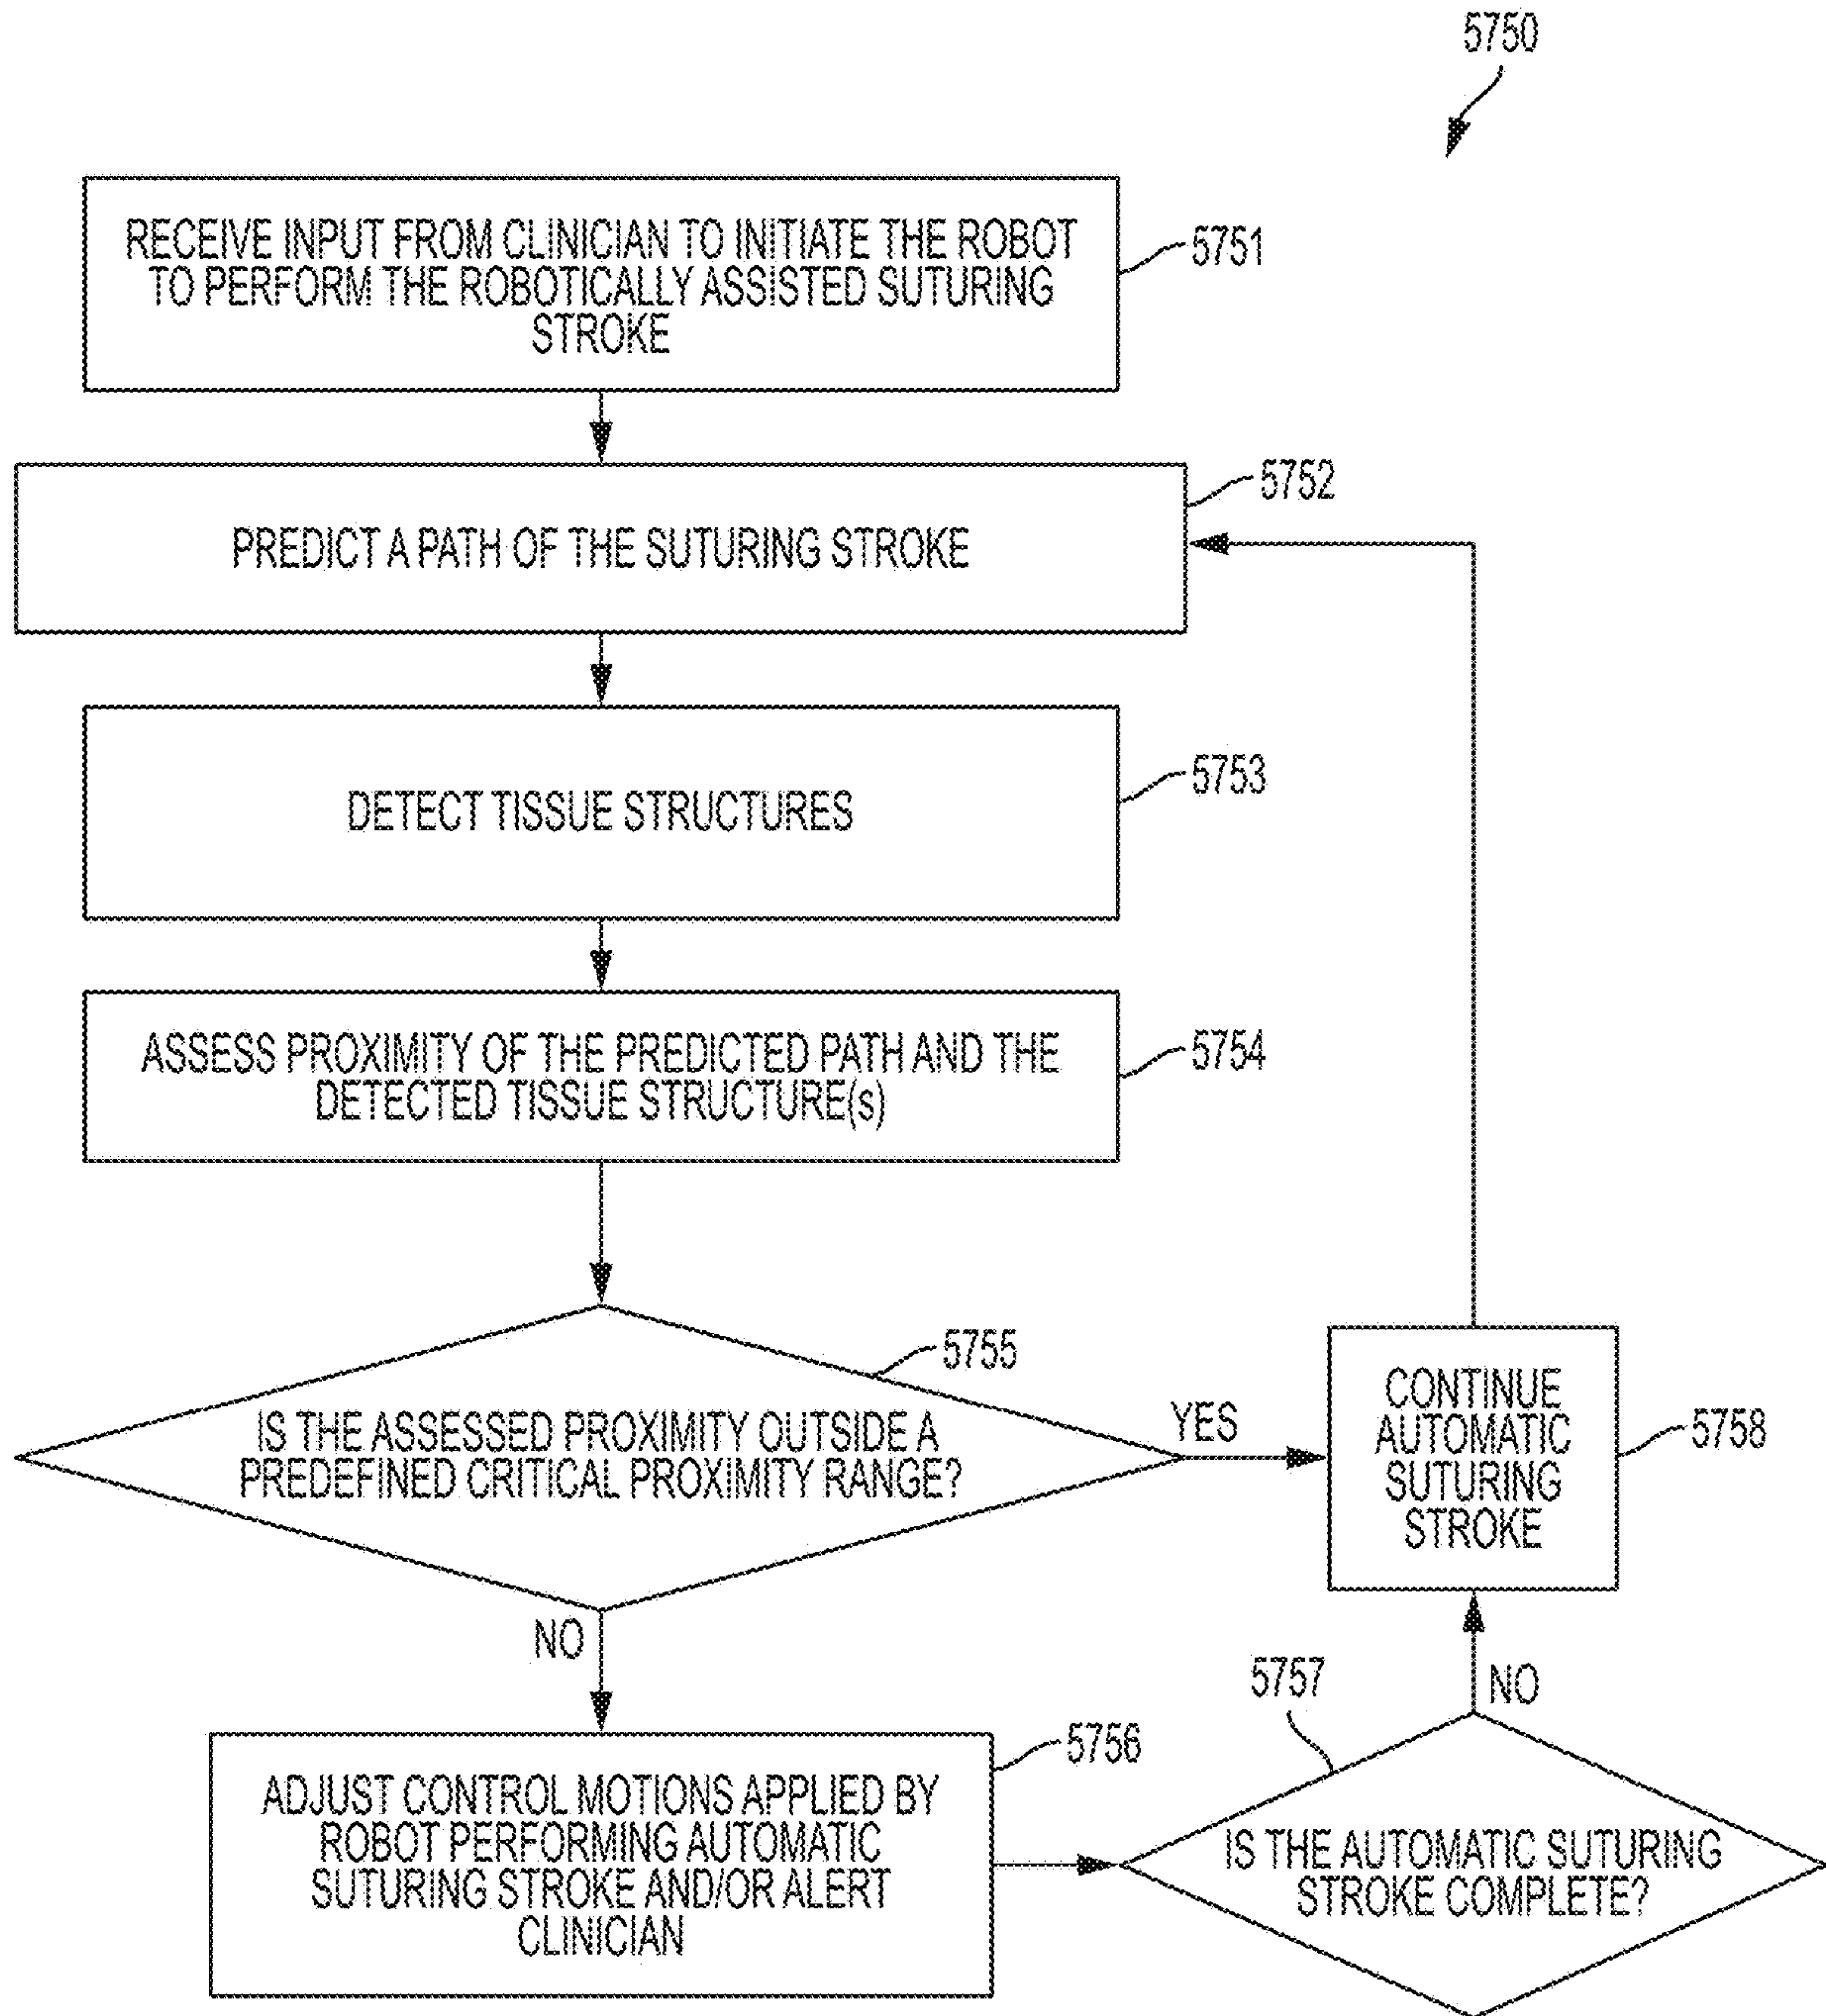 5750
RECEIVE INPUT FROM CLINICIAN TO INITIATE THE ROBOT
TO PERFORM THE ROBOTICALLY ASSISTED SUTURING
STROKE
5751
5752
PREDICT A PATH OF THE SUTURING STROKE
5753
DETECT TISSUE STRUCTURES
ASSESS PROXIMITY OF THE PREDICTED PATH AND THE
DETECTED TISSUE STRUCTURE(s)
5754
5755
IS THE ASSESSED PROXIMITY OUTSIDE A
PREDEFINED CRITICAL PROXIMITY RANGE?
YES
CONTINUE
AUTOMATIC
SUTURING
STROKE
5758
NO
5756
ADJUST CONTROL MOTIONS APPLIED BY
ROBOT PERFORMING AUTOMATIC
SUTURING STROKE AND/OR ALERT
CLINICIAN
5757
NO
IS THE AUTOMATIC SUTURING
STROKE COMPLETE?